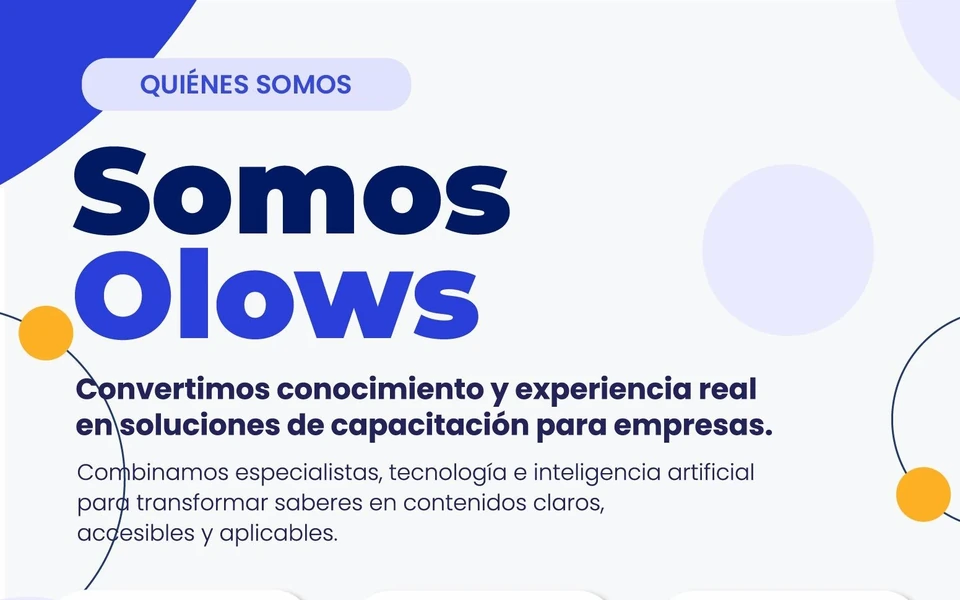 QUIÉNES SOMOS
Somos
Olows
Convertimos conocimiento y experiencia real
en soluciones de capacitación para empresas.
Combinamos especialistas, tecnología e inteligencia artificial
para transformar saberes en contenidos claros,
accesibles y aplicables.